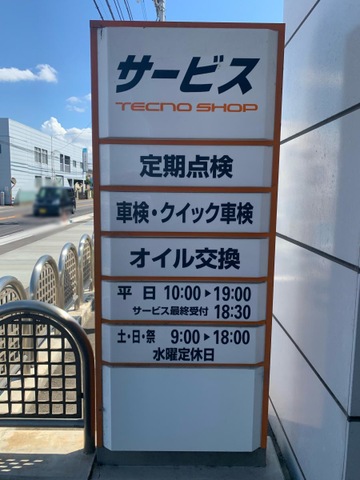 サービス
TECNO SHOP
定期点検
車検・クイック車検
オイル交換
平日 10:00▶19:00
サービス最終受付 18:30
土・日・祭 9:00▶18:00
水曜定休日